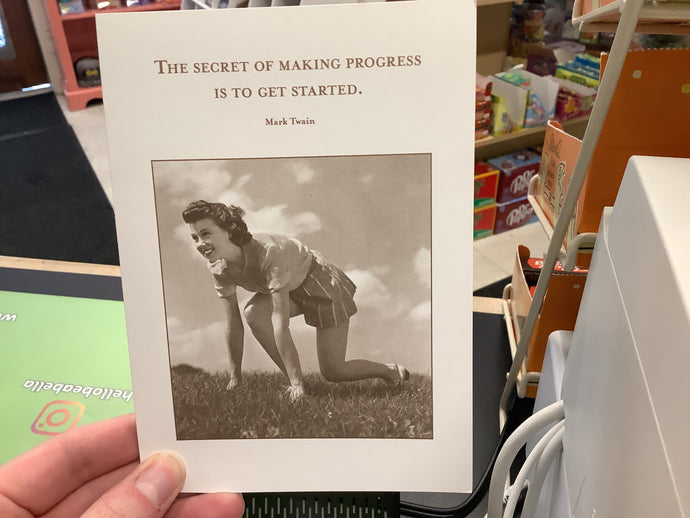 THE SECRET OF MAKING PROGRESS
IS TO GET STARTED.
Mark Twain
hellobeabella